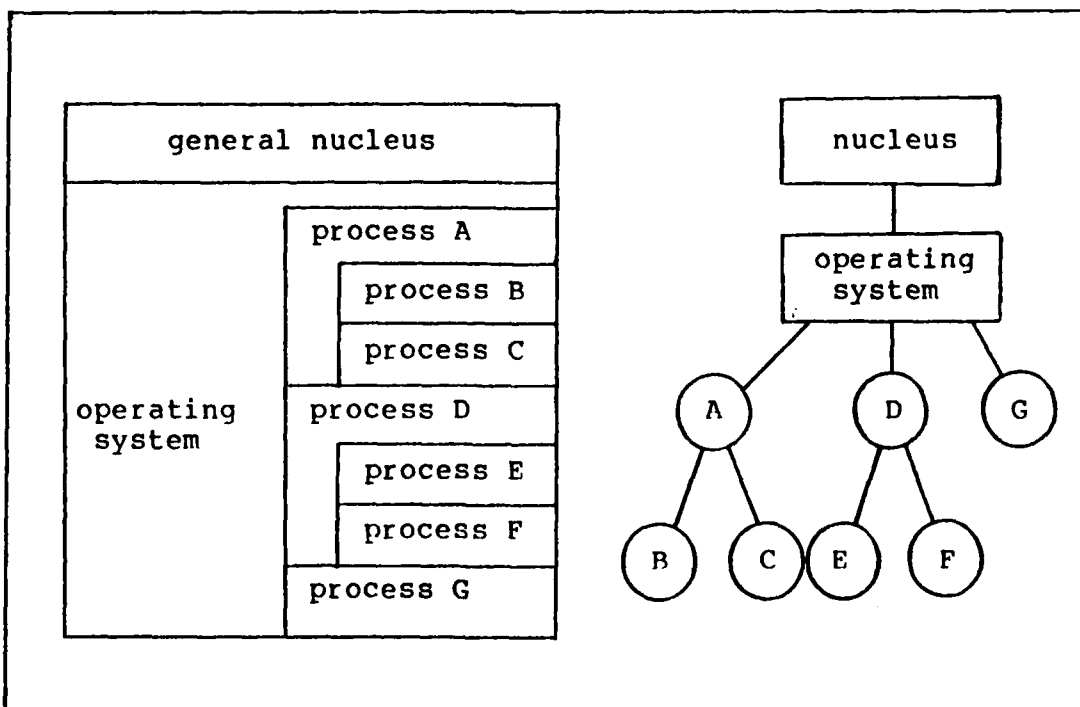 general nucleus
process A
process B
process C
operating
system
process D
process E
process F
process G
nucleus
operating
system
A
D
G
B
C
E
F